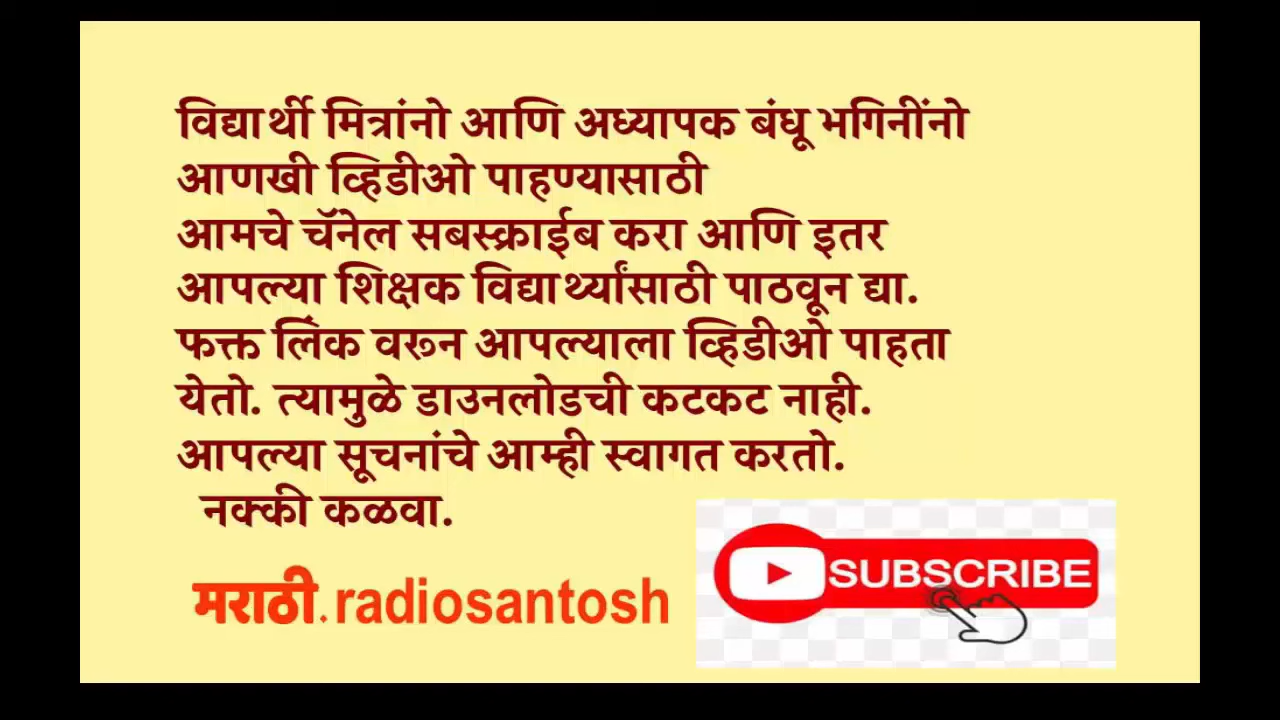 विद्यार्थी मित्रांनो आणि अध्यापक बंधू भगिनींनो
आणखी व्हिडीओ पाहण्यासाठी
आमचे चॅनेल सबस्क्राईब करा आणि इतर
आपल्या शिक्षक विद्यार्थ्यांसाठी पाठवून द्या.
फक्त लिंक वरून आपल्याला व्हिडीओ पाहता
येतो. त्यामुळे डाउनलोडची कटकट नाही.
आपल्या सूचनांचे आम्ही स्वागत करतो.
नक्की कळवा.
मराठी.radiosantosh
SUBSCRIBE